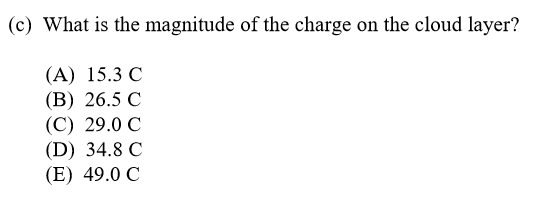 (c) What is the magnitude of the charge on the cloud layer?
(A) 15.3 C
(B) 26.5 C
(C) 29.0 C
(D) 34.8 C
(E) 49.0 C